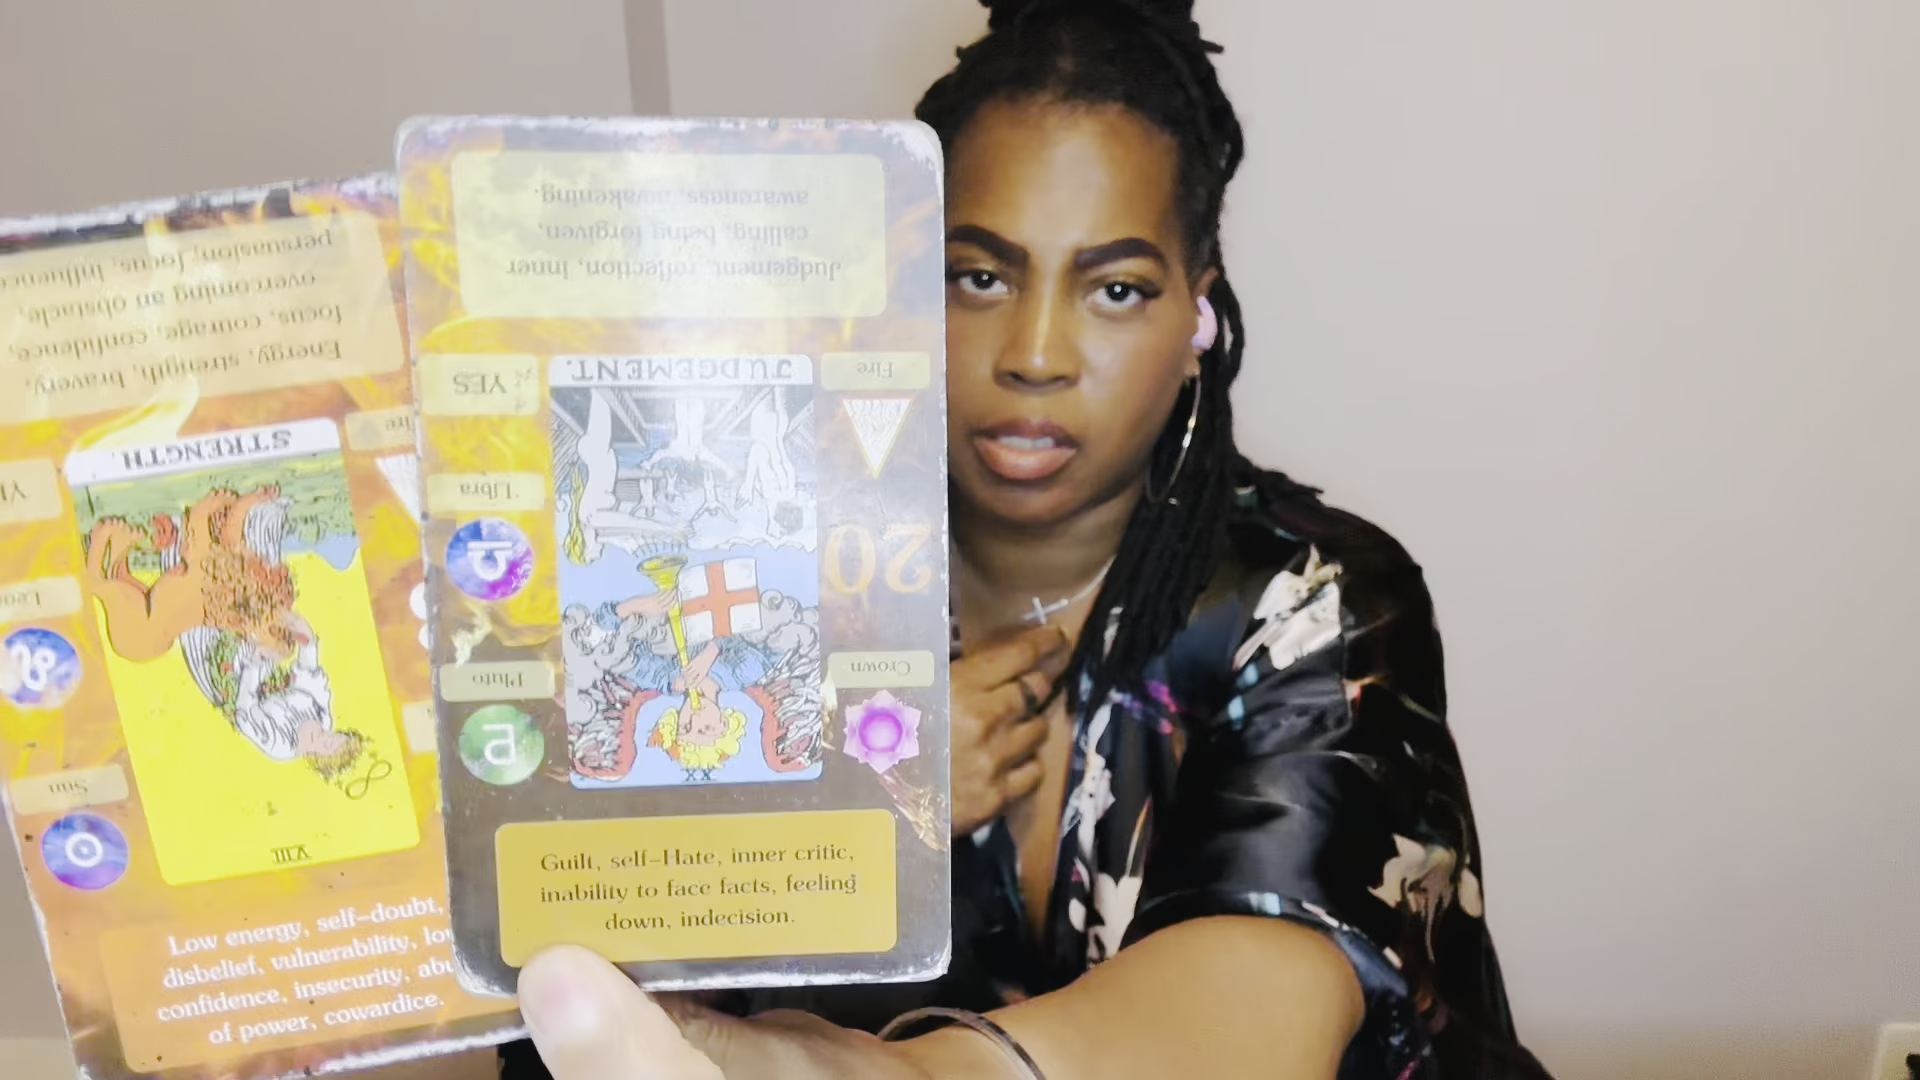 awareness, awakening.
calling, being forgiven,
Judgement, reflection, inner
YES
JUDGEMENT.
Fire
Libra
20
Pluto
Crown
XX
Guilt, self-Hate, inner critic,
inability to face facts, feeling
down, indecision.
persuasion, focus, influence
overcoming an obstacle,
focus, courage, confidence,
Energy, strength, bravery,
STRENGTH.
Leo
Sun
VIII
Low energy, self-doubt,
disbelief, vulnerability,
confidence, insecurity,
of power, cowardice.